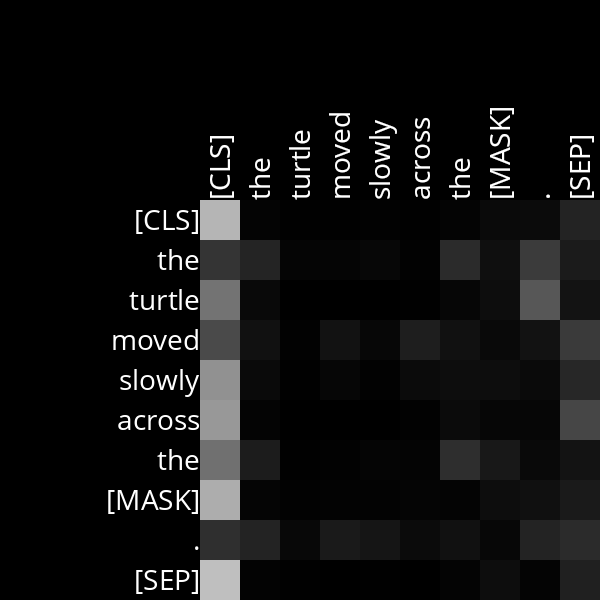 [CLS]
the
turtle
moved
slowly
across
the
[MASK]
.
[SEP]
[CLS]
the
turtle
moved
slowly
across
the
[MASK]
.
[SEP]